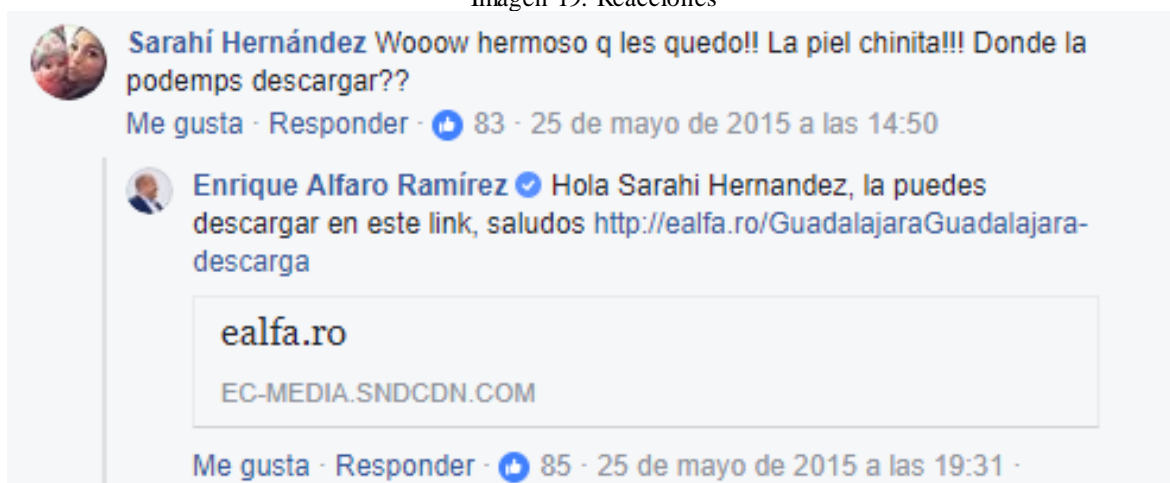 Imagen 19. Reacciones
Sarahí Hernández Wooow hermoso q les quedo!! La piel chinita!!! Donde la
podemps descargar??
Me gusta · Responder · 83 · 25 de mayo de 2015 a las 14:50
Enrique Alfaro Ramírez Hola Sarahi Hernandez, la puedes
descargar en este link, saludos http://ealfa.ro/GuadalajaraGuadalajara-
descarga
ealfa.ro
EC-MEDIA.SNDCDN.COM
Me gusta · Responder · 85 · 25 de mayo de 2015 a las 19:31 ·